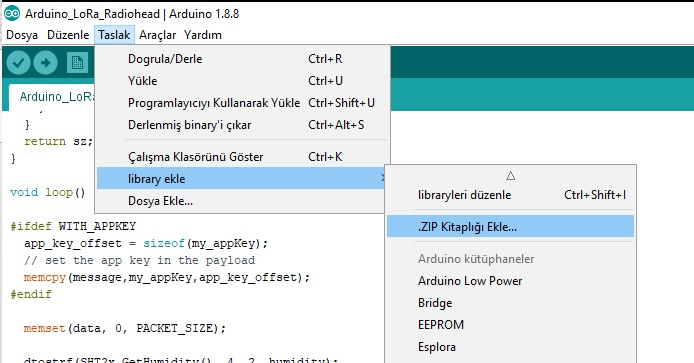 Arduino_LoRa_Radiohead | Arduino 1.8.8
Dosya Düzenle Taslak Araçlar Yardım
Arduino_LoRa
Dogrula/Derle Ctrl+R
Yükle Ctrl+U
Programlayıcıyı Kullanarak Yükle Ctrl+Shift+U
Derlenmiş binary'i çıkar Ctrl+Alt+S
Çalışma Klasörünü Göster Ctrl+K
library ekle
Dosya Ekle...
libraryleri düzenle Ctrl+Shift+I
.ZIP Kitaplığı Ekle...
Arduino kütüphaneler
Arduino Low Power
Bridge
EEPROM
Esplora
}
return sz;
}
void loop()
#ifdef WITH_APPKEY
app_key_offset = sizeof(my_appKey);
// set the app key in the payload
memcpy(message,my_appKey,app_key_offset);
#endif
memset(data, 0, PACKET_SIZE);
dtostrf(SHT2x.GetHumidity(), 4, 2, humidity);